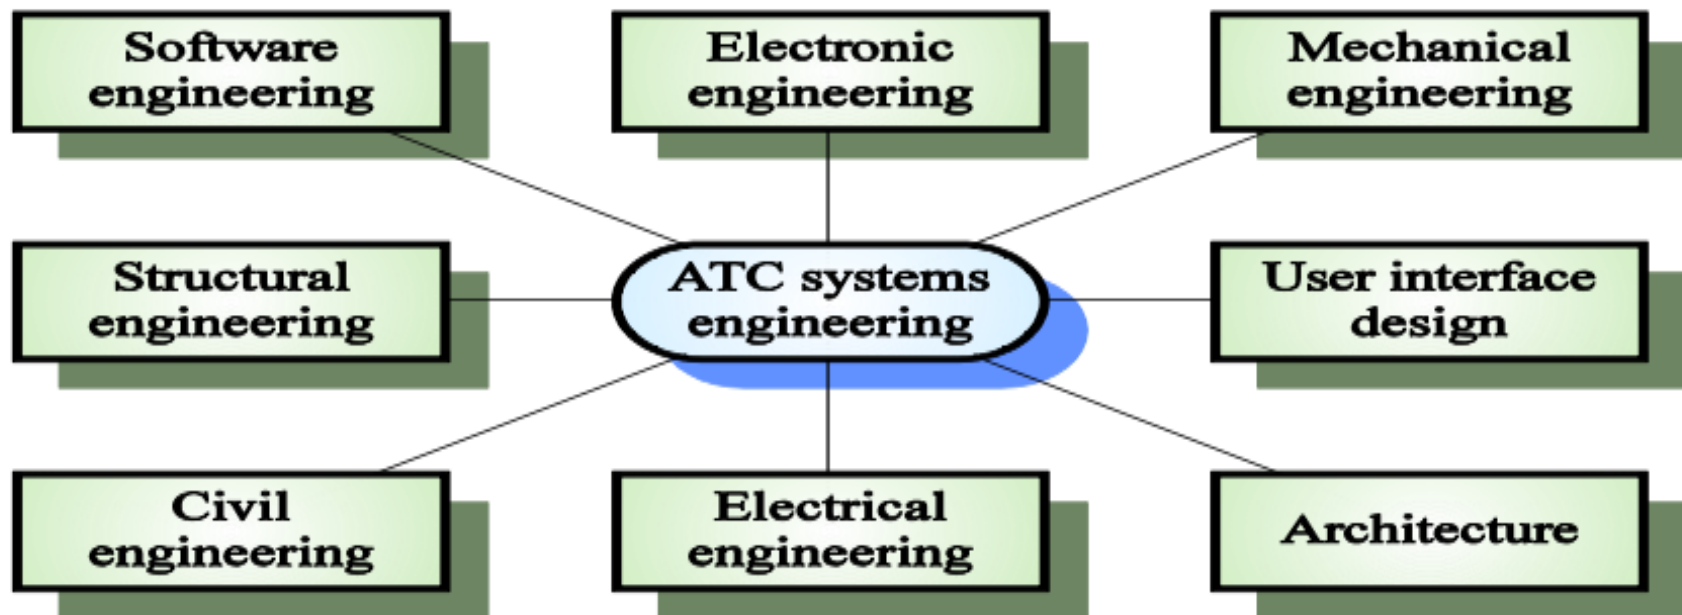 Software
engineering
Electronic
engineering
Mechanical
engineering
Structural
engineering
ATC systems
engineering
User interface
design
Civil
engineering
Electrical
engineering
Architecture